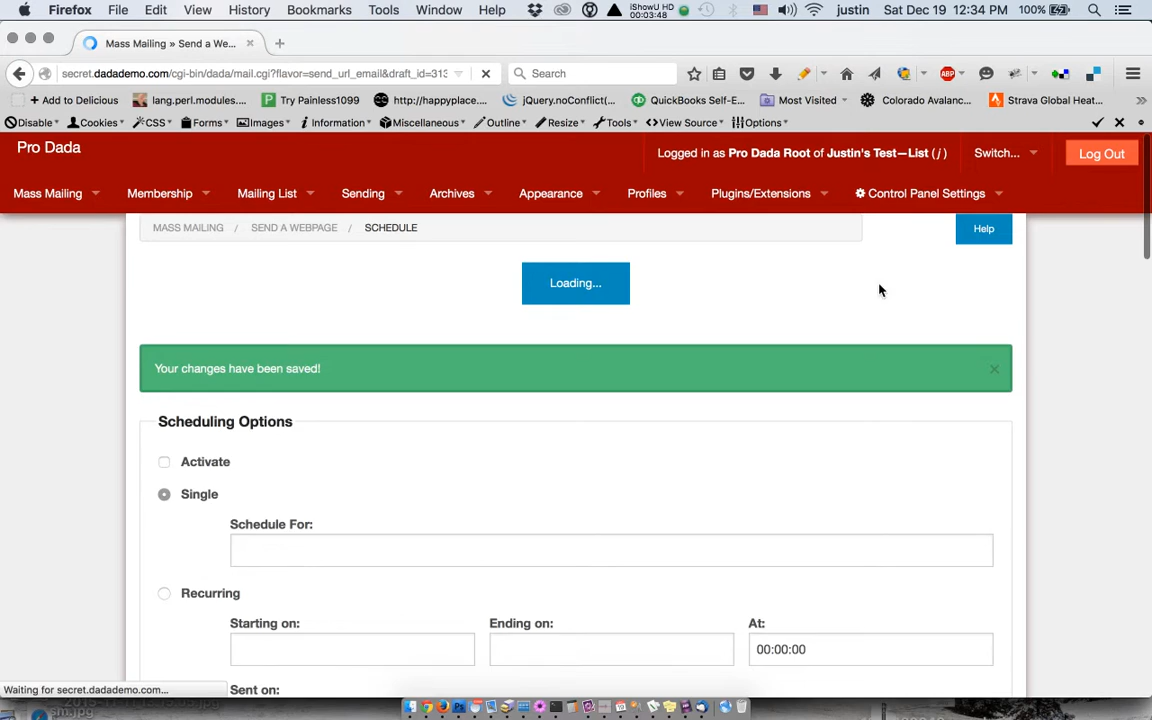 Firefox File Edit View History Bookmarks Tools Window Help iShowU HD 00:03:48 justin Sat Dec 19 12:34 PM 100%
Mass Mailing » Send a We...
secret.dadademo.com/cgi-bin/dada/mail.cgi?flavor=send_url_email&draft_id=313 Search
Add to Delicious lang.perl.modules.... Try Painless1099 http://happyplace.... jQuery.noConflict(... QuickBooks Self-E... Most Visited Colorado Avalanc... Strava Global Heat...
Disable Cookies CSS Forms Images Information Miscellaneous Outline Resize Tools View Source Options
Pro Dada Logged in as Pro Dada Root of Justin's Test—List (j) Switch... Log Out
Mass Mailing Membership Mailing List Sending Archives Appearance Profiles Plugins/Extensions Control Panel Settings
MASS MAILING / SEND A WEBPAGE / SCHEDULE Help
Loading...
Your changes have been saved! ×
Scheduling Options
Activate
Single
Schedule For:
Recurring
Starting on: Ending on: At:
00:00:00
Sent on:
Waiting for secret.dadademo.com...